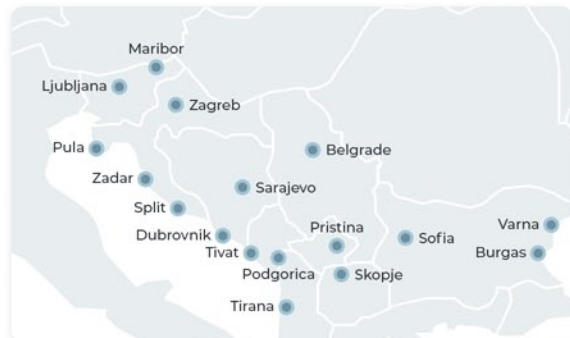 Maribor
Ljubljana
Zagreb
Pula
Belgrade
Zadar
Sarajevo
Split
Pristina
Varna
Dubrovnik
Sofia
Tivat
Burgas
Podgorica
Skopje
Tirana